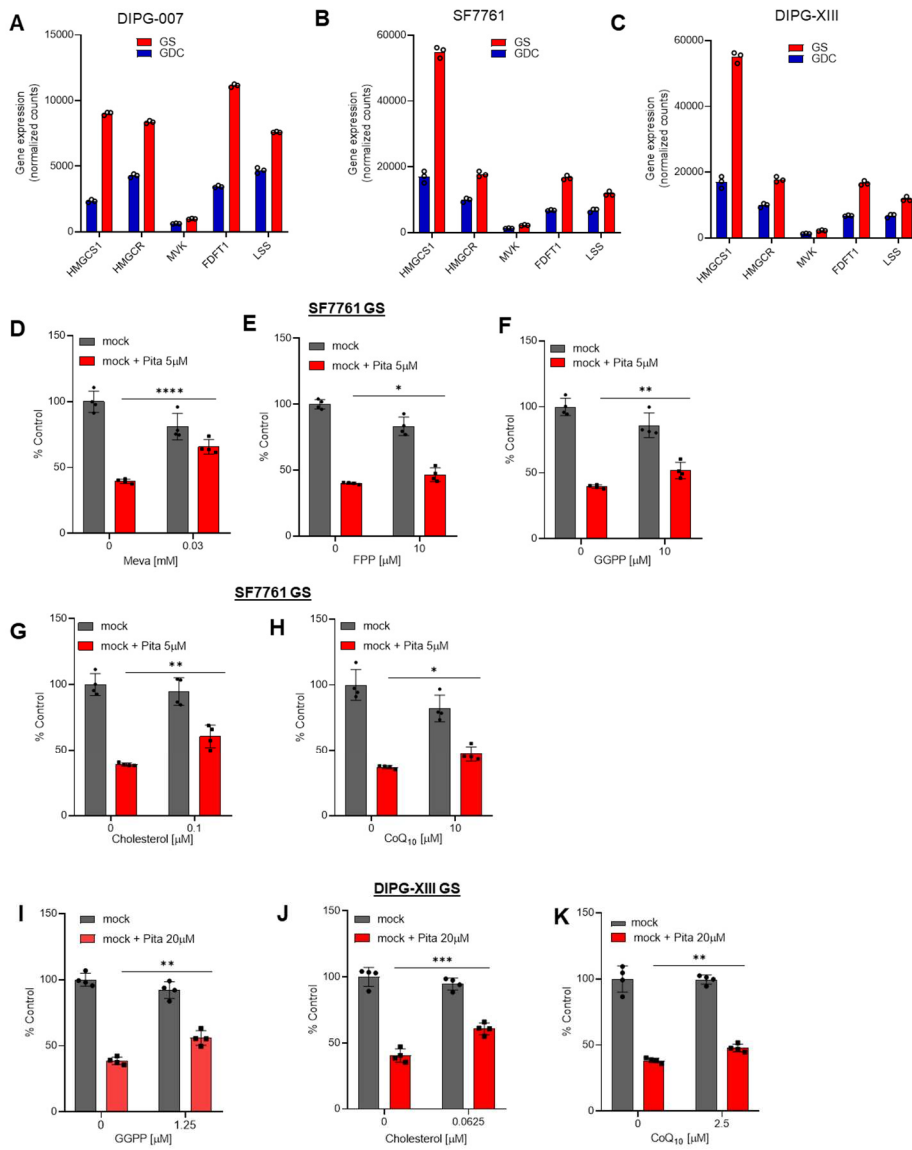 A
DIPG-007
GS
GDC
Gene expression
(normalized counts)
15000
10000
5000
0
HMGCS1
HMGCR
MVK
FDFT1
LSS
B
SF7761
GS
GDC
Gene expression
(normalized counts)
60000
40000
20000
0
HMGCS1
HMGCR
MVK
FDFT1
LSS
C
DIPG-XIII
GS
GDC
Gene expression
(normalized counts)
60000
40000
20000
0
HMGCS1
HMGCR
MVK
FDFT1
LSS
SF7761 GS
D
mock
mock + Pita 5μM
****
% Control
150
100
50
0
0
0.03
Meva [mM]
E
mock
mock + Pita 5μM
*
% Control
150
100
50
0
0
10
FPP [μM]
F
mock
mock + Pita 5μM
**
% Control
150
100
50
0
0
10
GGPP [μM]
SF7761 GS
G
mock
mock + Pita 5μM
**
% Control
150
100
50
0
0
0.1
Cholesterol [μM]
H
mock
mock + Pita 5μM
*
% Control
150
100
50
0
0
10
CoQ10 [μM]
DIPG-XIII GS
I
mock
mock + Pita 20μM
**
% Control
150
100
50
0
0
1.25
GGPP [μM]
J
mock
mock + Pita 20μM
***
% Control
150
100
50
0
0
0.0625
Cholesterol [μM]
K
mock
mock + Pita 20μM
**
% Control
150
100
50
0
0
2.5
CoQ10 [μM]